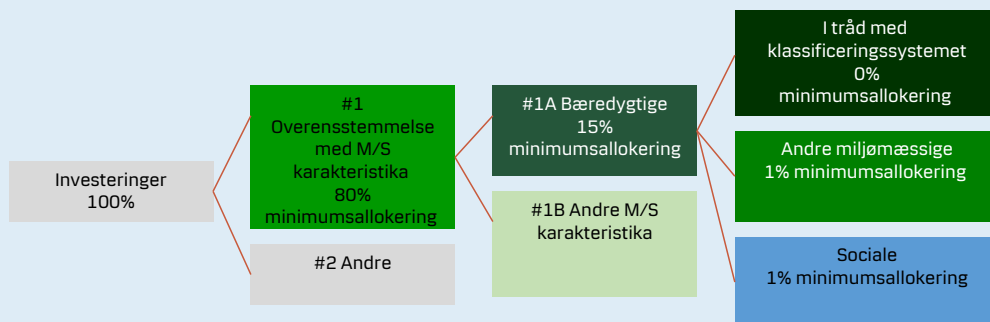 Investeringer
100%
#1
Overensstemmelse
med M/S
karakteristika
80%
minimumsallokering
#2 Andre
#1A Bæredygtige
15%
minimumsallokering
#1B Andre M/S
karakteristika
I tråd med
klassificeringssystemet
0%
minimumsallokering
Andre miljømæssige
1% minimumsallokering
Sociale
1% minimumsallokering